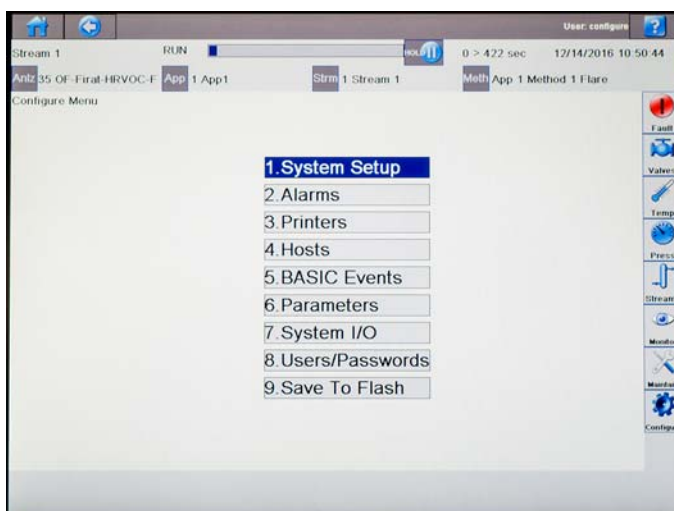 User: configure
?
Stream 1 RUN HOLD 0 > 422 sec 12/14/2016 10:50:44
Anlz 35 OF-Firat-HRVOC-F App 1 App1 Strm 1 Stream 1 Meth App 1 Method 1 Flare
Configure Menu
1.System Setup
2.Alarms
3.Printers
4.Hosts
5.BASIC Events
6.Parameters
7.System I/O
8.Users/Passwords
9.Save To Flash
Fault
Valves
Temp
Press
Stream
Monito
Configu